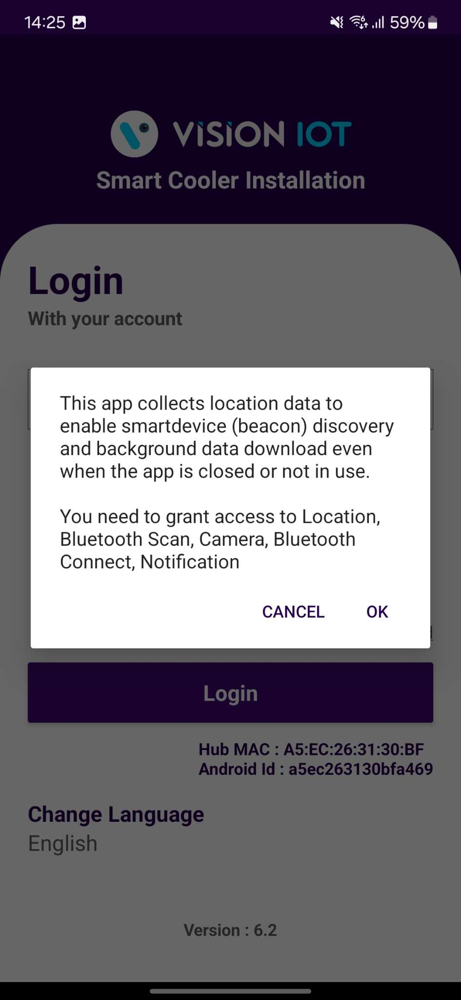 14:25
59%
VISION IOT
Smart Cooler Installation
Login
With your account
This app collects location data to
enable smartdevice (beacon) discovery
and background data download even
when the app is closed or not in use.
You need to grant access to Location,
Bluetooth Scan, Camera, Bluetooth
Connect, Notification
CANCEL OK
Login
Hub MAC : A5:EC:26:31:30:BF
Android Id : a5ec263130bfa469
Change Language
English
Version : 6.2